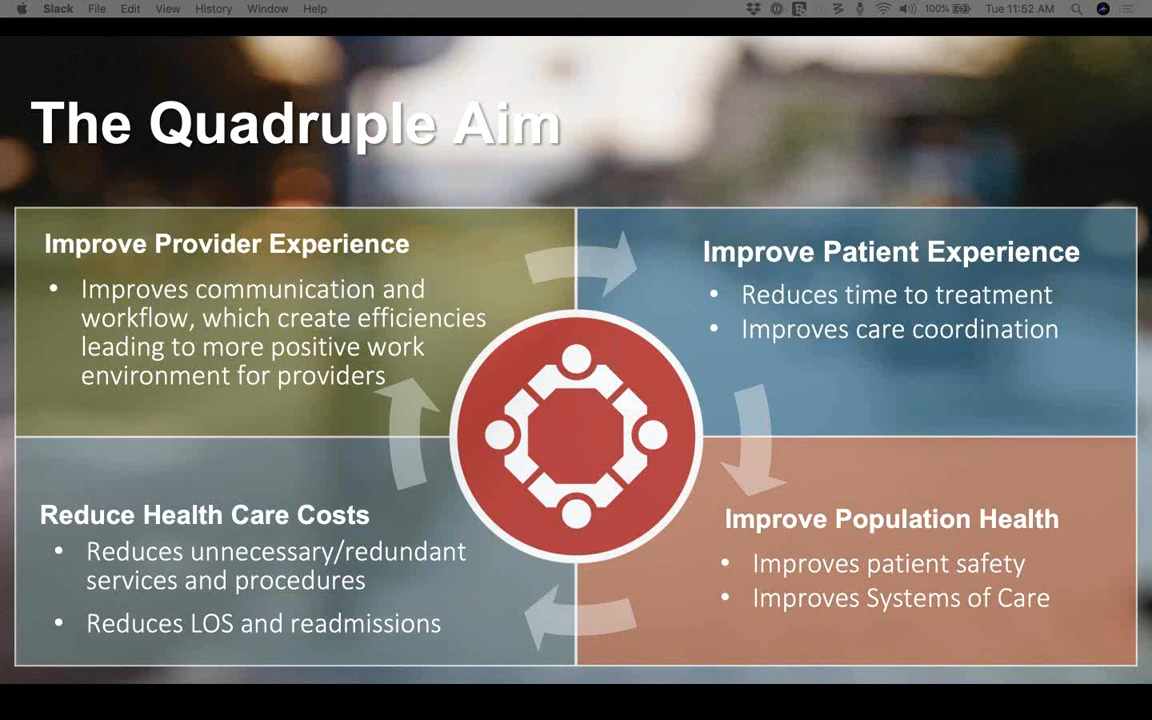 Slack File Edit View History Window Help 100% Tue 11:52 AM
The Quadruple Aim
Improve Provider Experience
• Improves communication and
workflow, which create efficiencies
leading to more positive work
environment for providers
Improve Patient Experience
• Reduces time to treatment
• Improves care coordination
Reduce Health Care Costs
• Reduces unnecessary/redundant
services and procedures
• Reduces LOS and readmissions
Improve Population Health
• Improves patient safety
• Improves Systems of Care